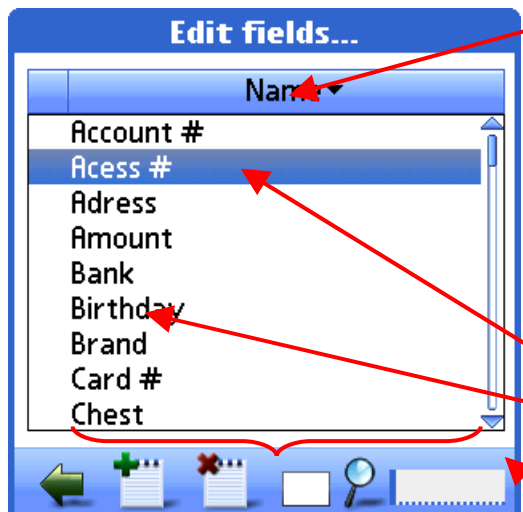 Edit fields...
Name
Account #
Acess #
Adress
Amount
Bank
Birthday
Brand
Card #
Chest